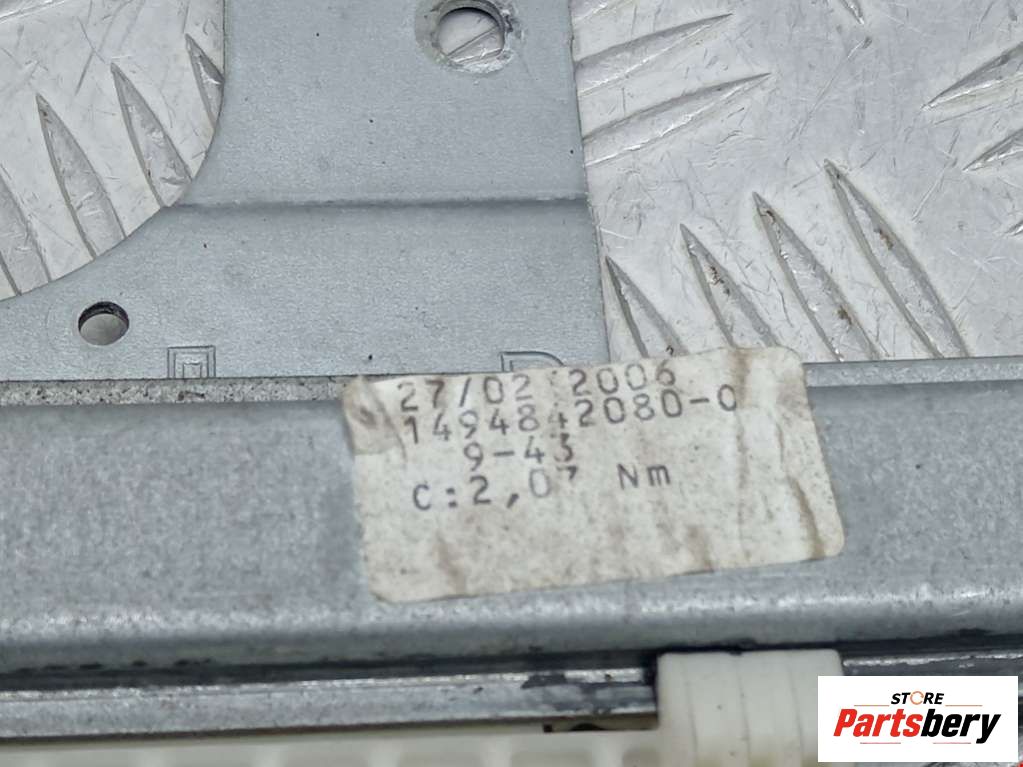 27/02 2006
1494842080-0
9-43
C:2,07 Nm
STORE
Partsbery